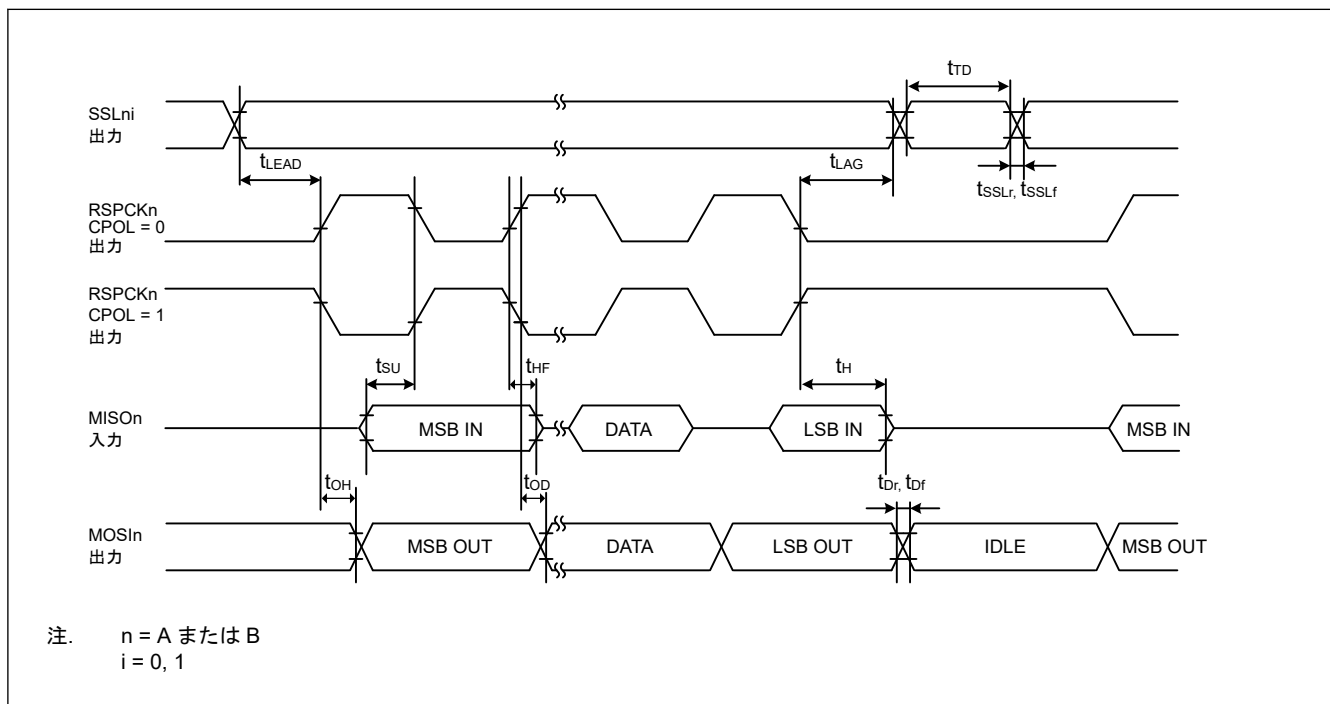 tTD
SSLni
出力
tLEAD
tLAG
tSSLr, tSSLf
RSPCKn
CPOL = 0
出力
RSPCKn
CPOL = 1
出力
tSU
tHF
tH
MISOn
入力
MSB IN
DATA
LSB IN
MSB IN
tOH
tOD
tDr, tDf
MOSIn
出力
MSB OUT
DATA
LSB OUT
IDLE
MSB OUT
注. n = A または B
i = 0, 1